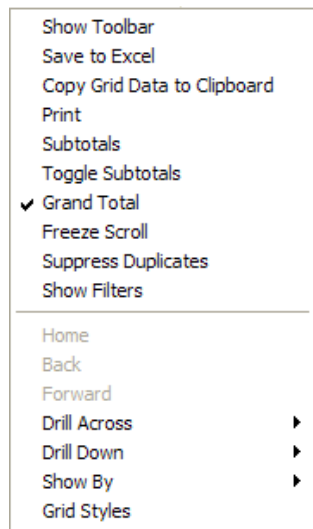 Show Toolbar
Save to Excel
Copy Grid Data to Clipboard
Print
Subtotals
Toggle Subtotals
Grand Total
Freeze Scroll
Suppress Duplicates
Show Filters
Home
Back
Forward
Drill Across
Drill Down
Show By
Grid Styles